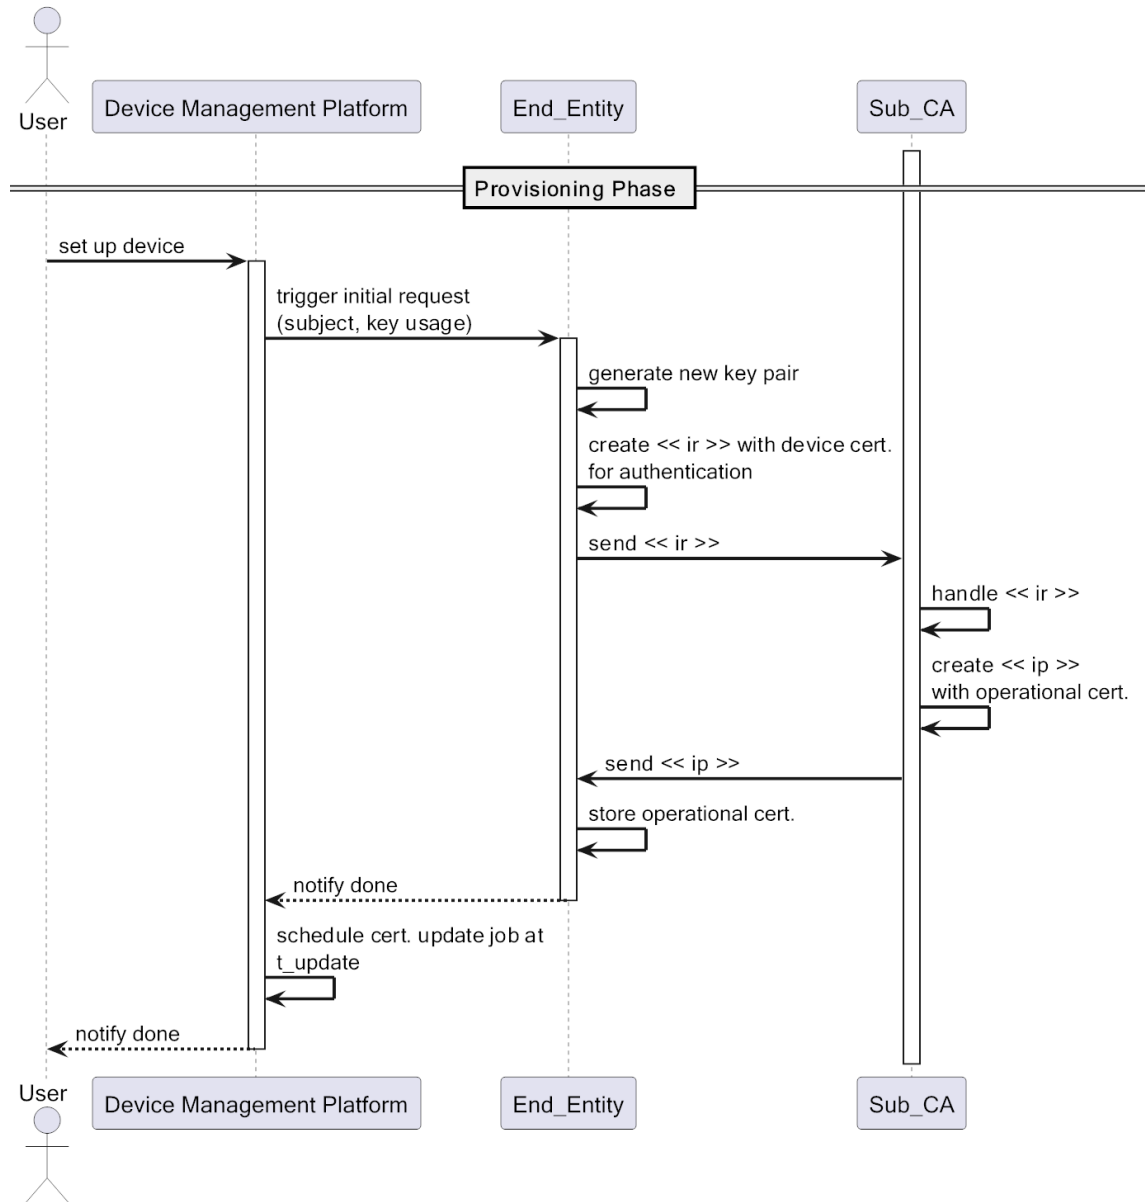 User
Device Management Platform
End_Entity
Sub_CA
Provisioning Phase
set up device
trigger initial request
(subject, key usage)
generate new key pair
create << ir >> with device cert.
for authentication
send << ir >>
handle << ir >>
create << ip >>
with operational cert.
send << ip >>
store operational cert.
notify done
schedule cert. update job at
t_update
notify done
User
Device Management Platform
End_Entity
Sub_CA